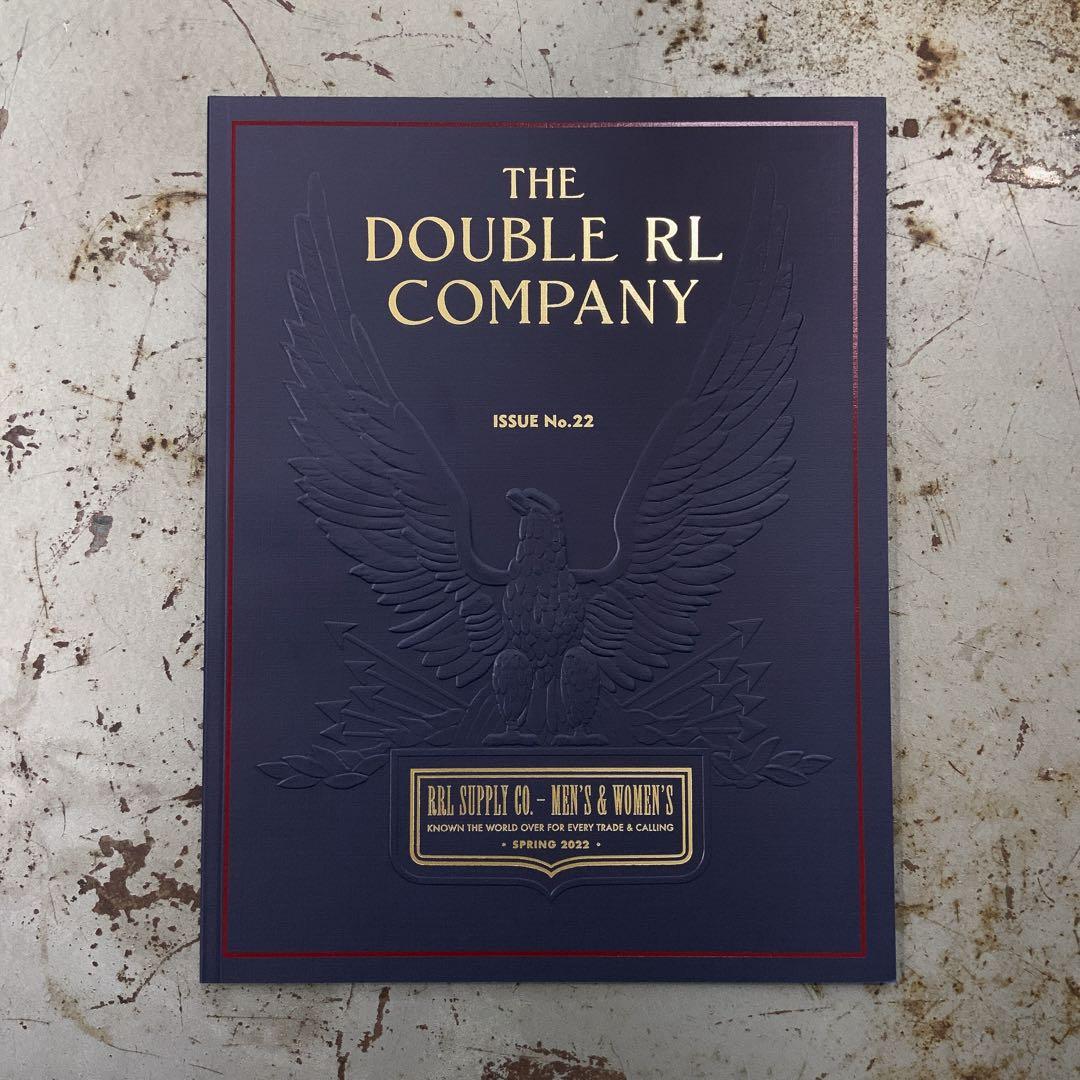 THE
DOUBLE RL
COMPANY
ISSUE No.22
RRL SUPPLY CO. – MEN'S & WOMEN'S
KNOWN THE WORLD OVER FOR EVERY TRADE & CALLING
• SPRING 2022 •